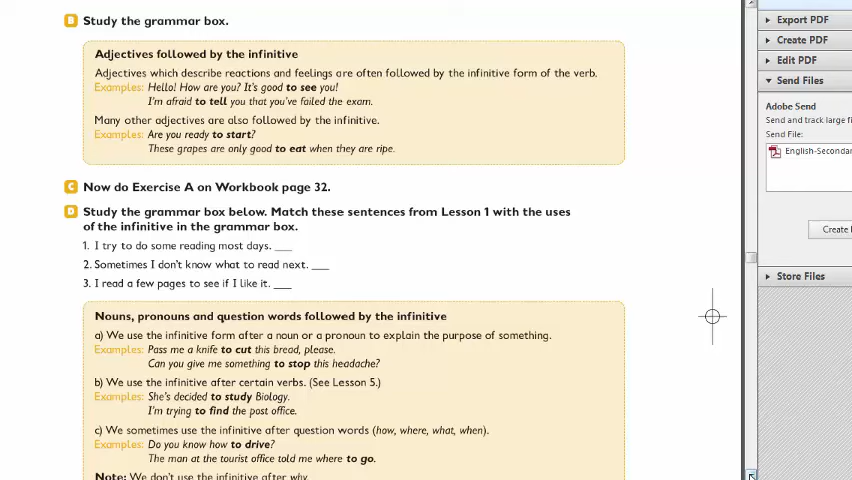 B Study the grammar box.
Adjectives followed by the infinitive
Adjectives which describe reactions and feelings are often followed by the infinitive form of the verb.
Examples: Hello! How are you? It's good to see you!
I'm afraid to tell you that you've failed the exam.
Many other adjectives are also followed by the infinitive.
Examples: Are you ready to start?
These grapes are only good to eat when they are ripe.
C Now do Exercise A on Workbook page 32.
D Study the grammar box below. Match these sentences from Lesson 1 with the uses
of the infinitive in the grammar box.
1. I try to do some reading most days. ___
2. Sometimes I don't know what to read next. ___
3. I read a few pages to see if I like it. ___
Nouns, pronouns and question words followed by the infinitive
a) We use the infinitive form after a noun or a pronoun to explain the purpose of something.
Examples: Pass me a knife to cut this bread, please.
Can you give me something to stop this headache?
b) We use the infinitive after certain verbs. (See Lesson 5.)
Examples: She's decided to study Biology.
I'm trying to find the post office.
c) We sometimes use the infinitive after question words (how, where, what, when).
Examples: Do you know how to drive?
The man at the tourist office told me where to go.
Note: We don't use the infinitive after why.
Export PDF
Create PDF
Edit PDF
Send Files
Adobe Send
Send and track large fi
Send File:
English-Secondar
Create
Store Files